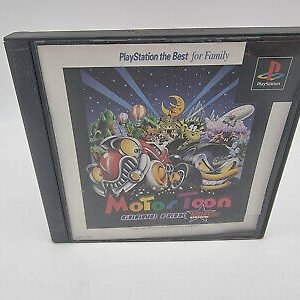 PlayStation the Best for Family
PlayStation
MOTOR TOON
GRAND PRIX